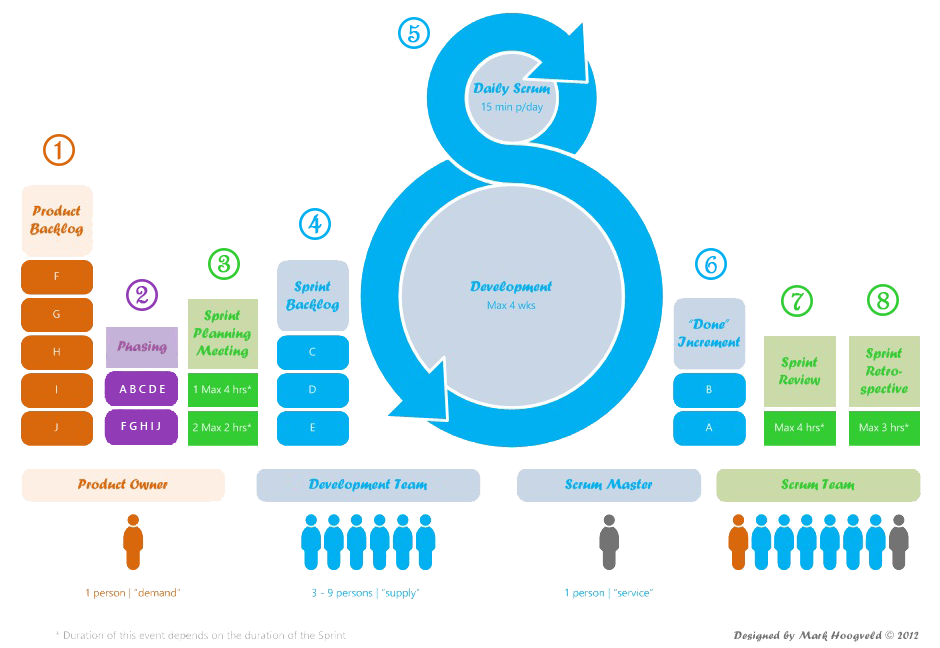 1
Product
Backlog
F
G
H
I
J
2
Phasing
A B C D E
F G H I J
3
Sprint
Planning
Meeting
1 Max 4 hrs*
2 Max 2 hrs*
4
Sprint
Backlog
C
D
E
5
Daily Scrum
15 min p/day
Development
Max 4 wks
6
"Done"
Increment
B
A
7
Sprint
Review
Max 4 hrs*
8
Sprint
Retro-
spective
Max 3 hrs*
Product Owner
Development Team
Scrum Master
Scrum Team
1 person | "demand"
3 - 9 persons | "supply"
1 person | "service"
* Duration of this event depends on the duration of the Sprint
Designed by Mark Hoogveld © 2012